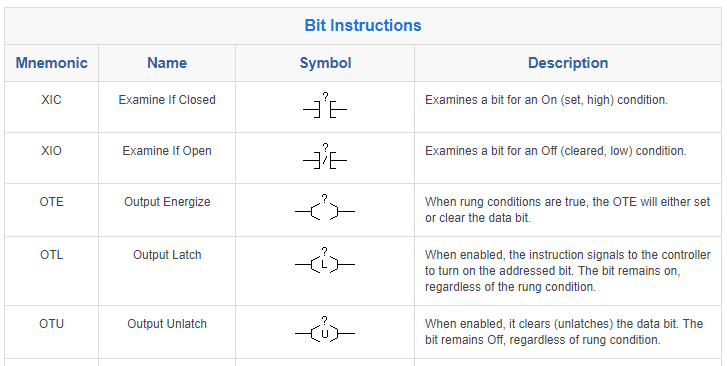 Bit Instructions
Mnemonic Name Symbol Description
XIC Examine If Closed ? Examines a bit for an On (set, high) condition.
XIO Examine If Open ? Examines a bit for an Off (cleared, low) condition.
OTE Output Energize ? When rung conditions are true, the OTE will either set
or clear the data bit.
OTL Output Latch ? L When enabled, the instruction signals to the controller
to turn on the addressed bit. The bit remains on,
regardless of the rung condition.
OTU Output Unlatch ? U When enabled, it clears (unlatches) the data bit. The
bit remains Off, regardless of rung condition.